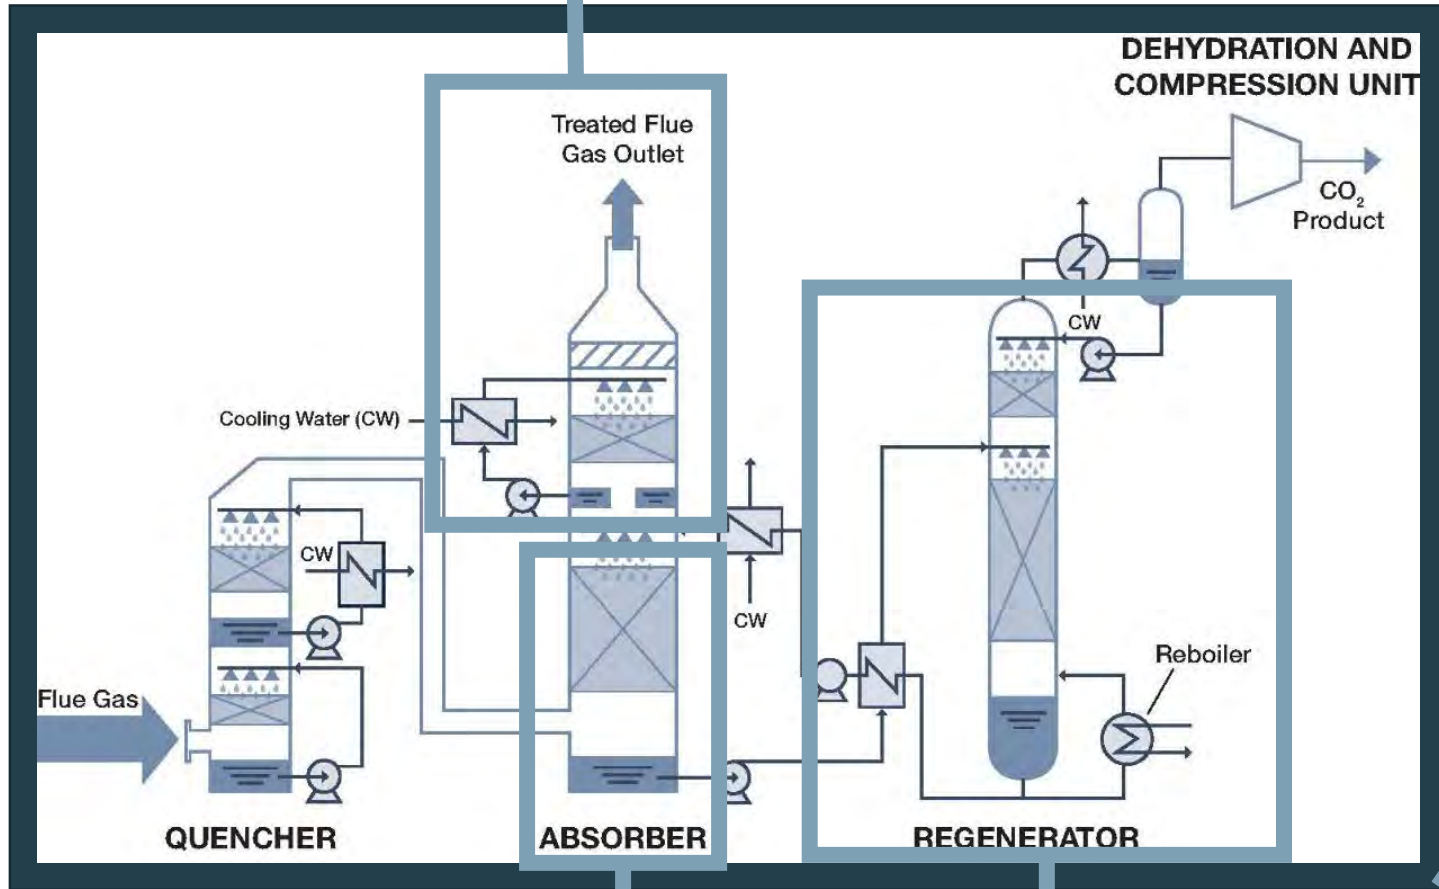 DEHYDRATION AND
COMPRESSION UNIT
Treated Flue
Gas Outlet
CO₂
Product
CW
Cooling Water (CW)
CW
CW
Reboiler
Flue Gas
QUENCHER
ABSORBER
REGENERATOR